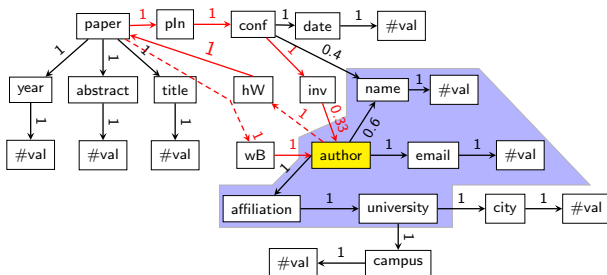 paper 1 pIn 1 conf 1 date 1 #val
1 1 1 1 1 0.4
year abstract title hW inv name 1 #val
1 1 1 1 1 0.33 0.6
#val #val #val wB 1 author 1 email 1 #val
1
affiliation 1 university 1 city 1 #val
1
#val 1 campus